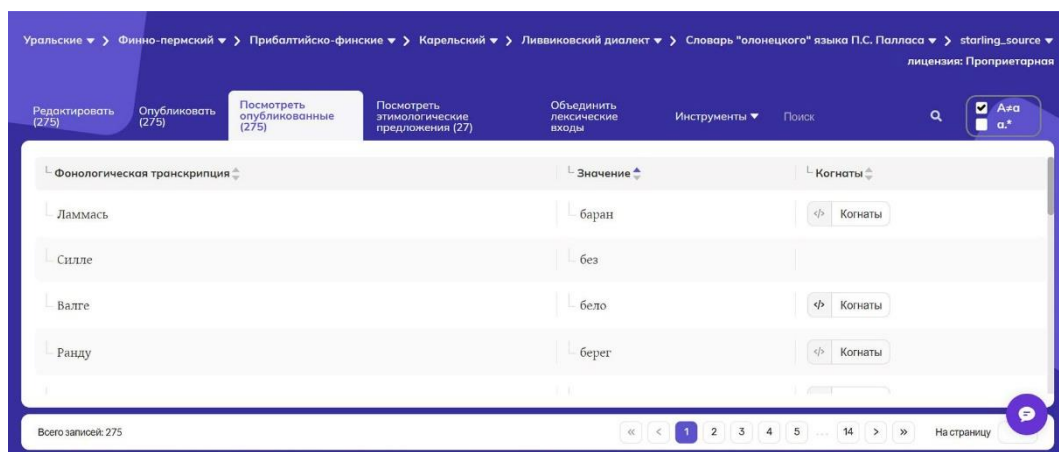 Уральские > Финно-пермский > Прибалтийско-финские > Карельский > Ливвиковский диалект > Словарь "олонецкого" языка П.С. Палласа > starling_source
лицензия: Проприетарная
Редактировать (275)
Опубликовать (275)
Посмотреть опубликованные (275)
Посмотреть этимологические предложения (27)
Объединить лексические входы
Инструменты
Поиск
A≠a
a.*
Фонологическая транскрипция Значение Когнаты
Ламмась баран </> Когнаты
Силле без
Валге бело </> Когнаты
Ранду берег </> Когнаты
Всего записей: 275 « < 1 2 3 4 5 ... 14 > » На страницу